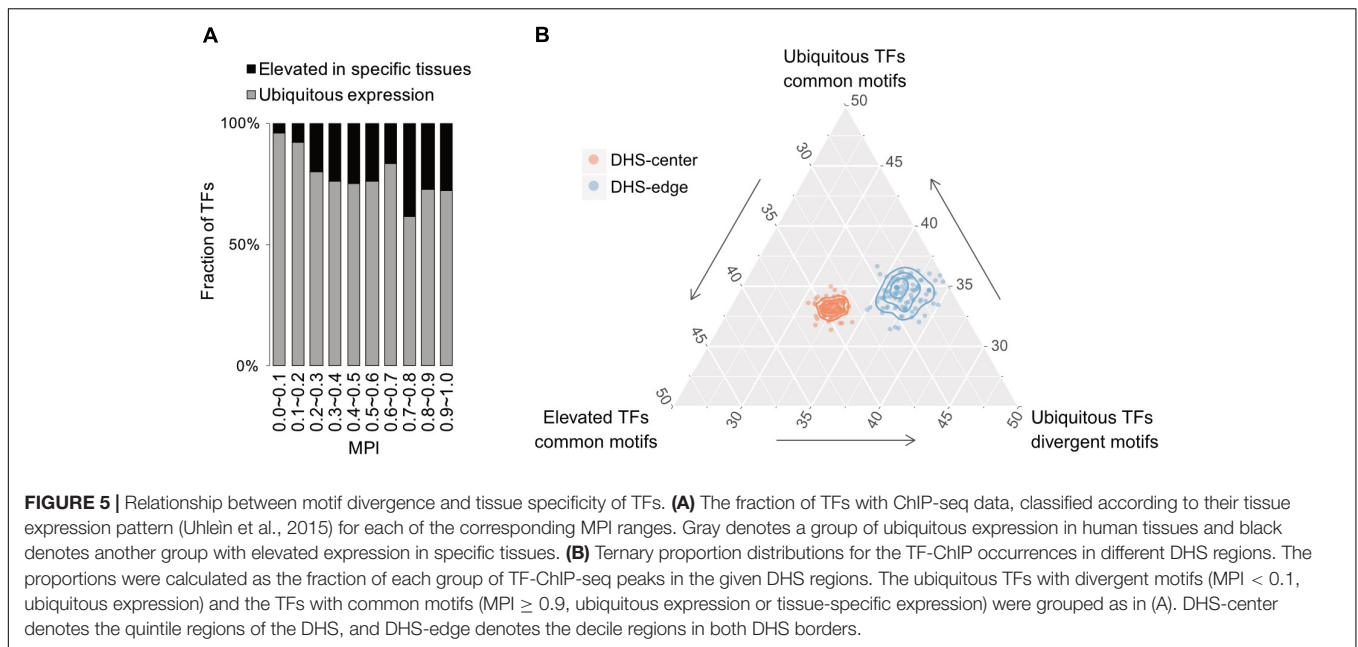 A
Elevated in specific tissues
Ubiquitous expression
100%
50%
0%
Fraction of TFs
0.0~0.1
0.1~0.2
0.2~0.3
0.3~0.4
0.4~0.5
0.5~0.6
0.6~0.7
0.7~0.8
0.8~0.9
0.9~1.0
MPI
B
Ubiquitous TFs
common motifs
DHS-center
DHS-edge
50
45
40
35
30
30
35
40
45
50
30
35
40
45
50
Elevated TFs
common motifs
Ubiquitous TFs
divergent motifs
FIGURE 5 | Relationship between motif divergence and tissue specificity of TFs. (A) The fraction of TFs with ChIP-seq data, classified according to their tissue
expression pattern (Uhleìn et al., 2015) for each of the corresponding MPI ranges. Gray denotes a group of ubiquitous expression in human tissues and black
denotes another group with elevated expression in specific tissues. (B) Ternary proportion distributions for the TF-ChIP occurrences in different DHS regions. The
proportions were calculated as the fraction of each group of TF-ChIP-seq peaks in the given DHS regions. The ubiquitous TFs with divergent motifs (MPI < 0.1,
ubiquitous expression) and the TFs with common motifs (MPI ≥ 0.9, ubiquitous expression or tissue-specific expression) were grouped as in (A). DHS-center
denotes the quintile regions of the DHS, and DHS-edge denotes the decile regions in both DHS borders.